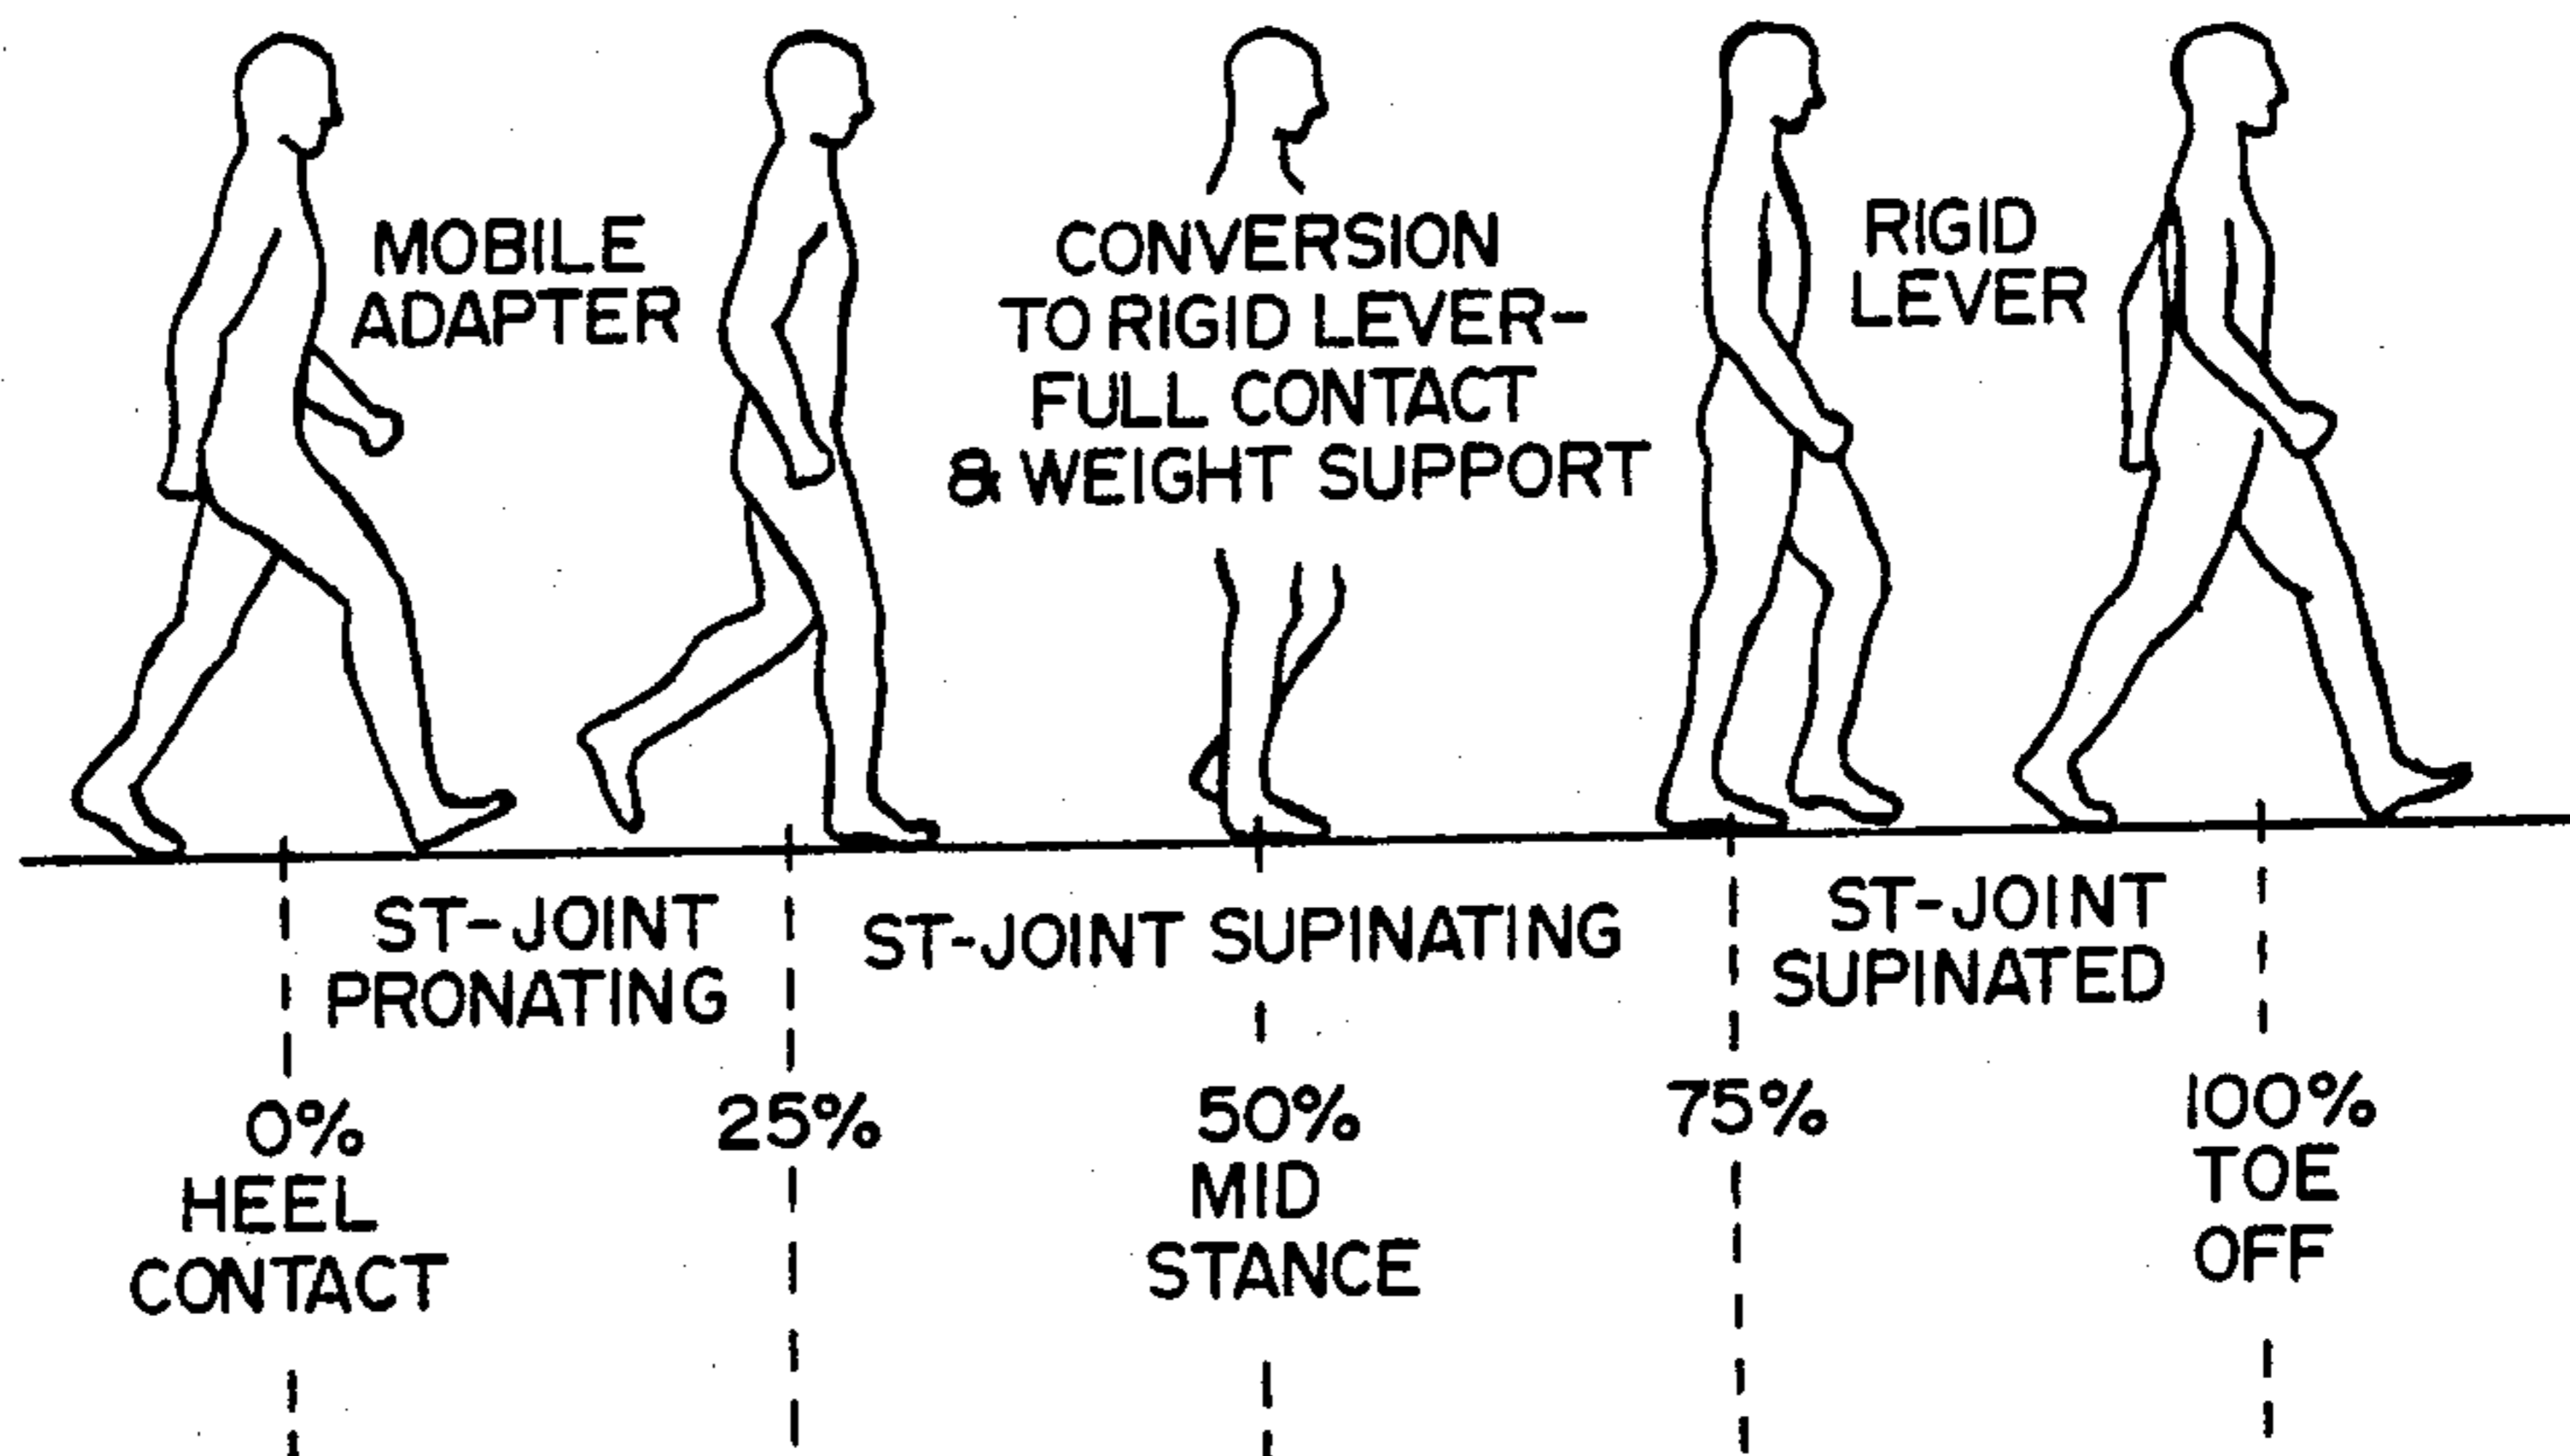 MOBILE
ADAPTER
CONVERSION
TO RIGID LEVER-
FULL CONTACT
& WEIGHT SUPPORT
RIGID
LEVER
ST-JOINT
PRONATING
ST-JOINT SUPINATING
ST-JOINT
SUPINATED
0%
HEEL
CONTACT
25%
50%
MID
STANCE
75%
100%
TOE
OFF